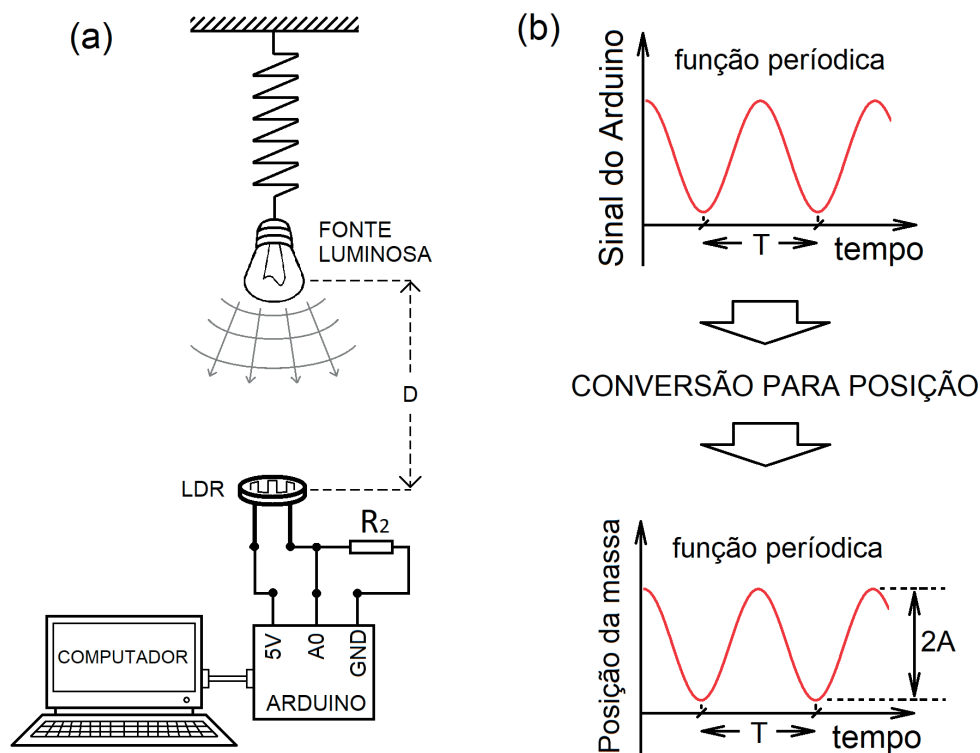 (a)
FONTE
LUMINOSA
D
LDR
R2
5V
A0
GND
COMPUTADOR
ARDUINO
(b)
função períodica
Sinal do Arduino
T
tempo
CONVERSÃO PARA POSIÇÃO
função períodica
Posição da massa
2A
T
tempo